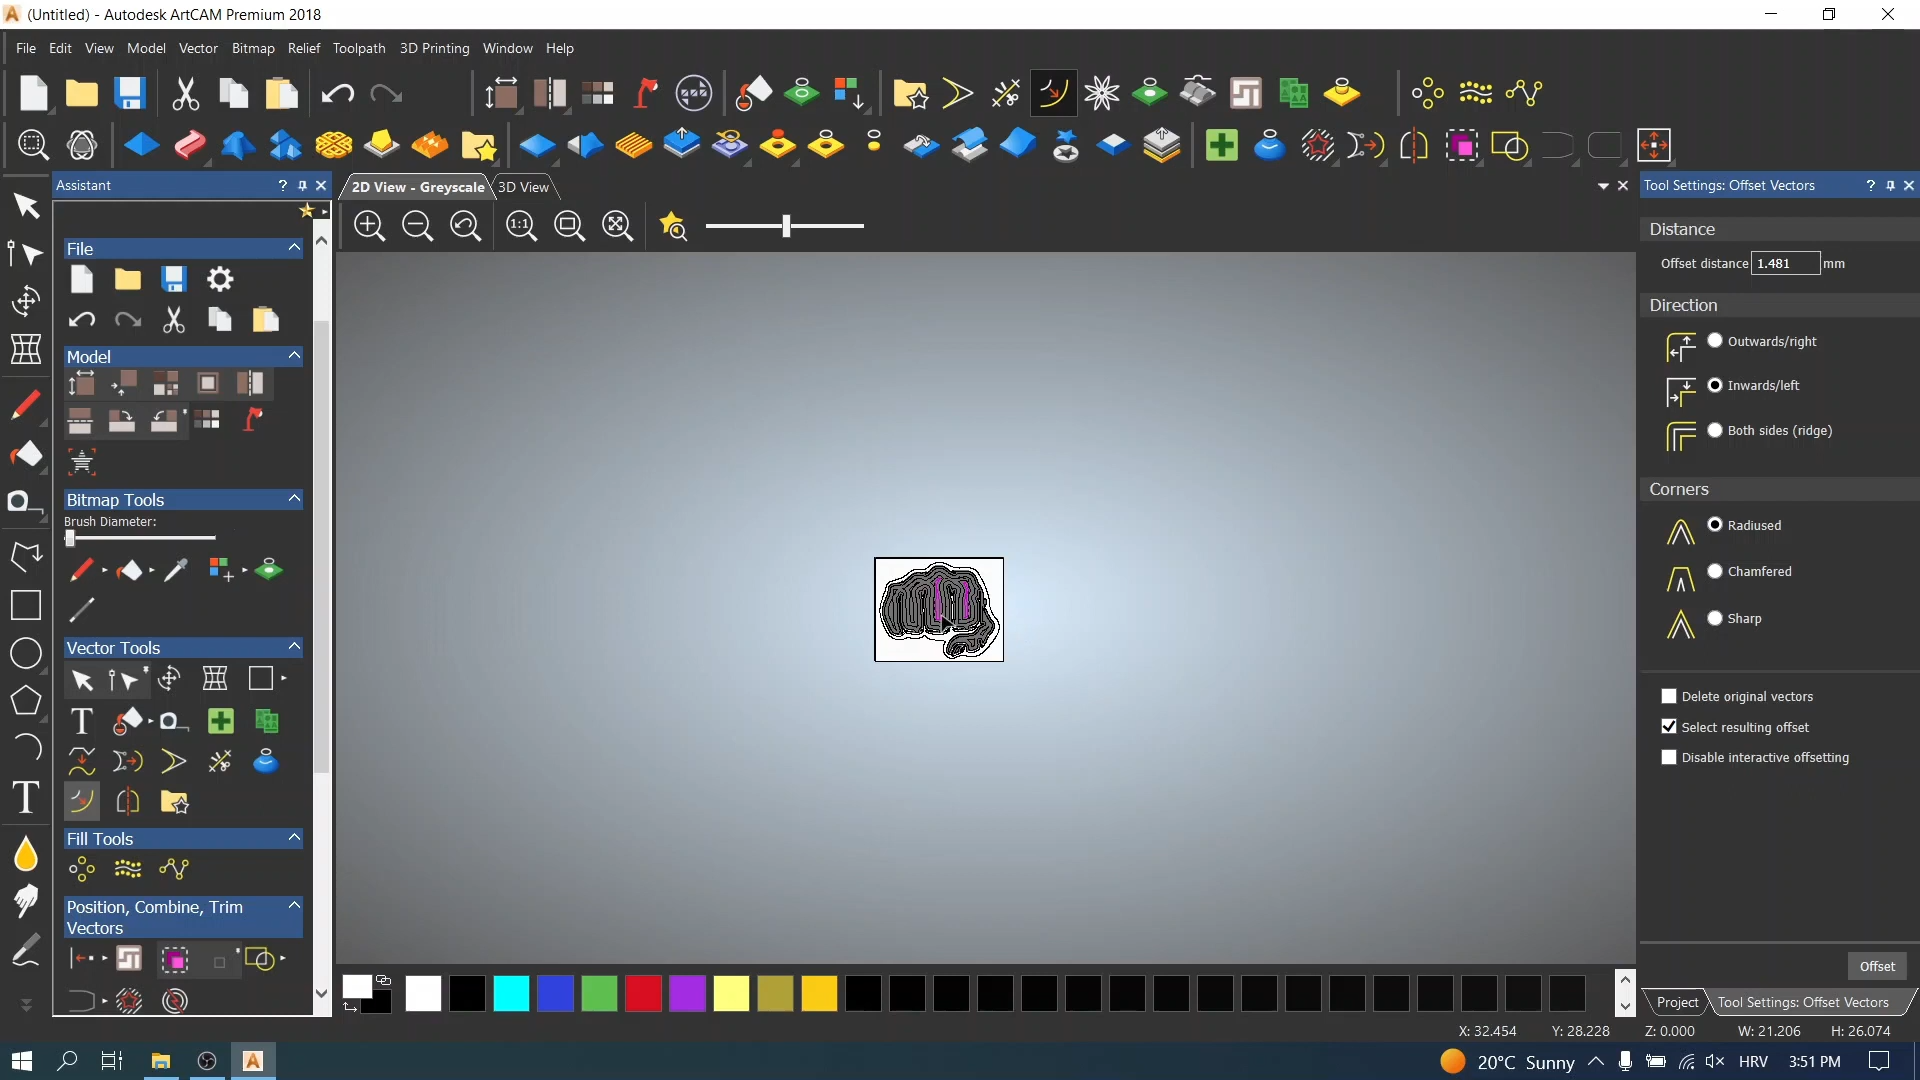 (Untitled) - Autodesk ArtCAM Premium 2018
File Edit View Model Vector Bitmap Relief Toolpath 3D Printing Window Help
Assistant
2D View - Greyscale
3D View
Tool Settings: Offset Vectors
File
Model
Bitmap Tools
Brush Diameter:
Vector Tools
Fill Tools
Position, Combine, Trim
Vectors
1:1
Distance
Offset distance 1.481 mm
Direction
Outwards/right
Inwards/left
Both sides (ridge)
Corners
Radiused
Chamfered
Sharp
Delete original vectors
Select resulting offset
Disable interactive offsetting
Offset
Project
Tool Settings: Offset Vectors
X: 32.454 Y: 28.228 Z: 0.000 W: 21.206 H: 26.074
20°C Sunny HRV 3:51 PM